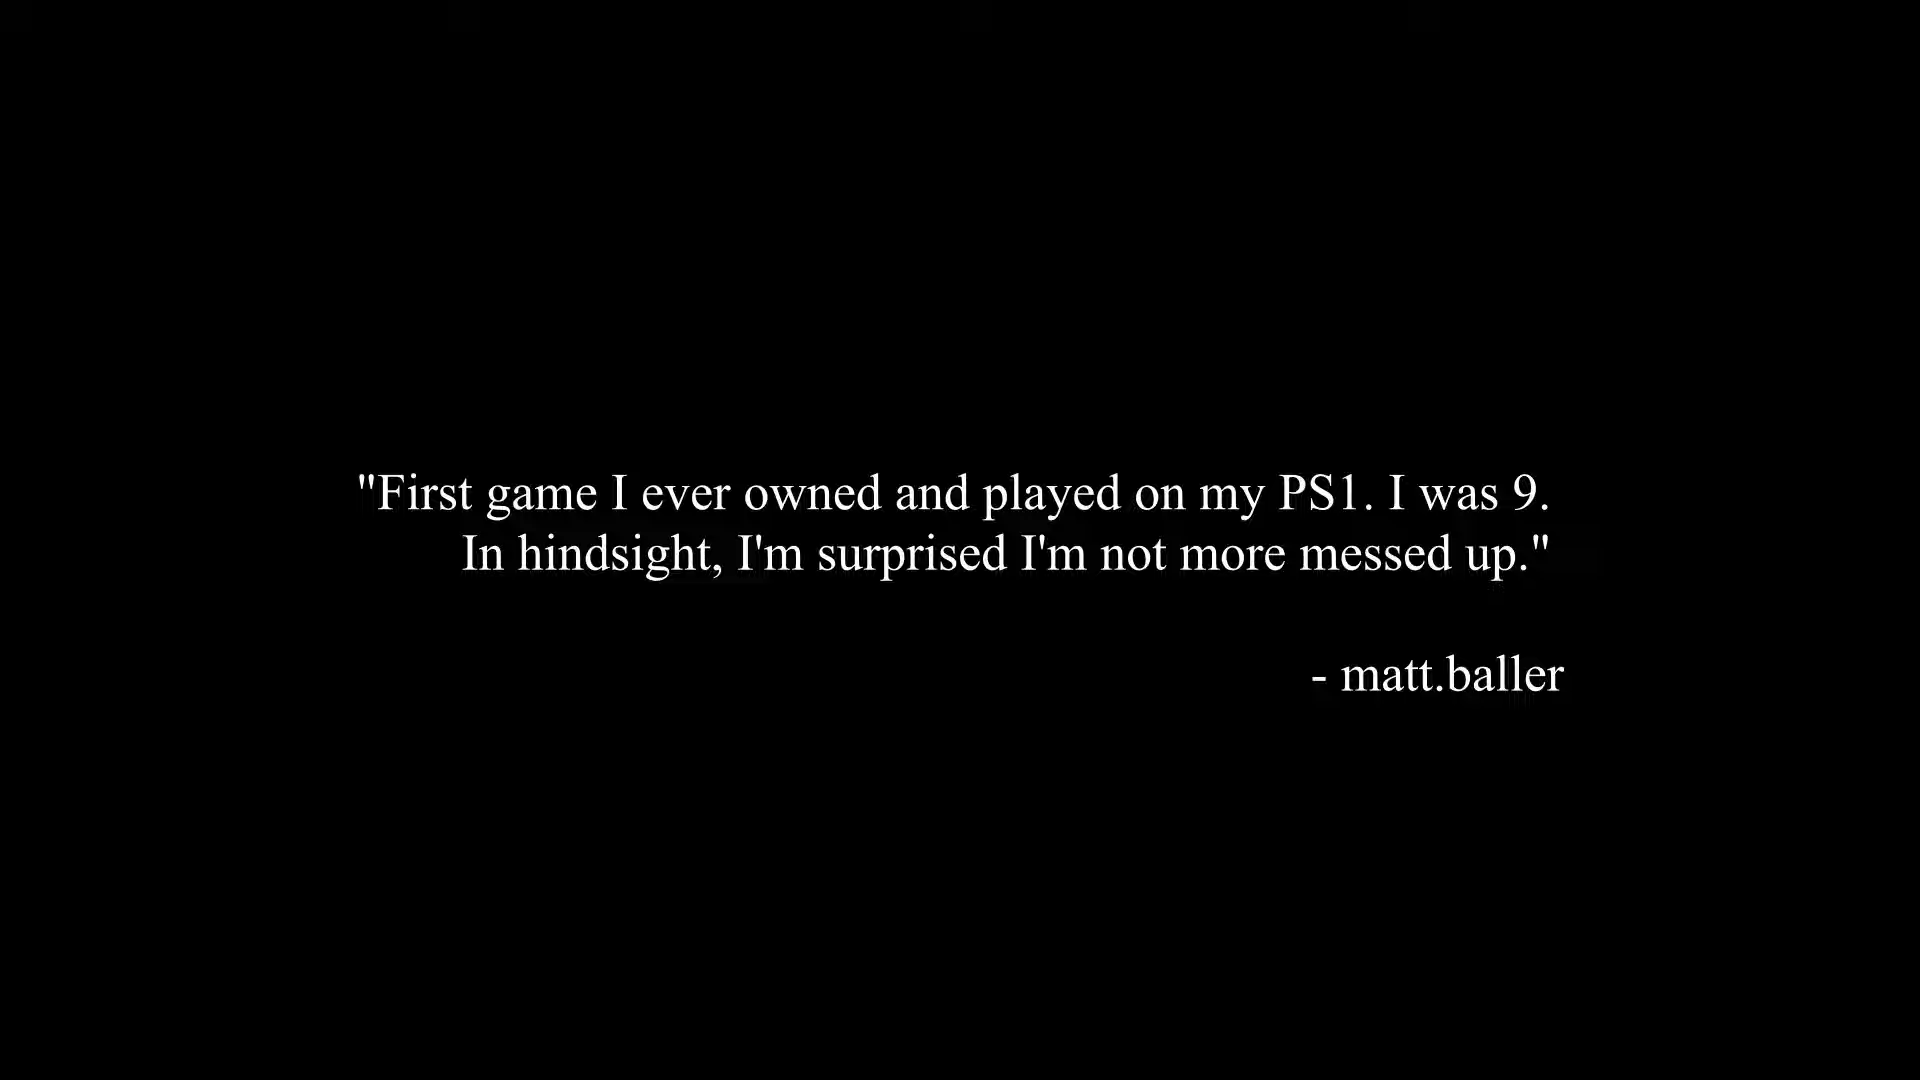 "First game I ever owned and played on my PS1. I was 9.
In hindsight, I'm surprised I'm not more messed up."
- matt.baller